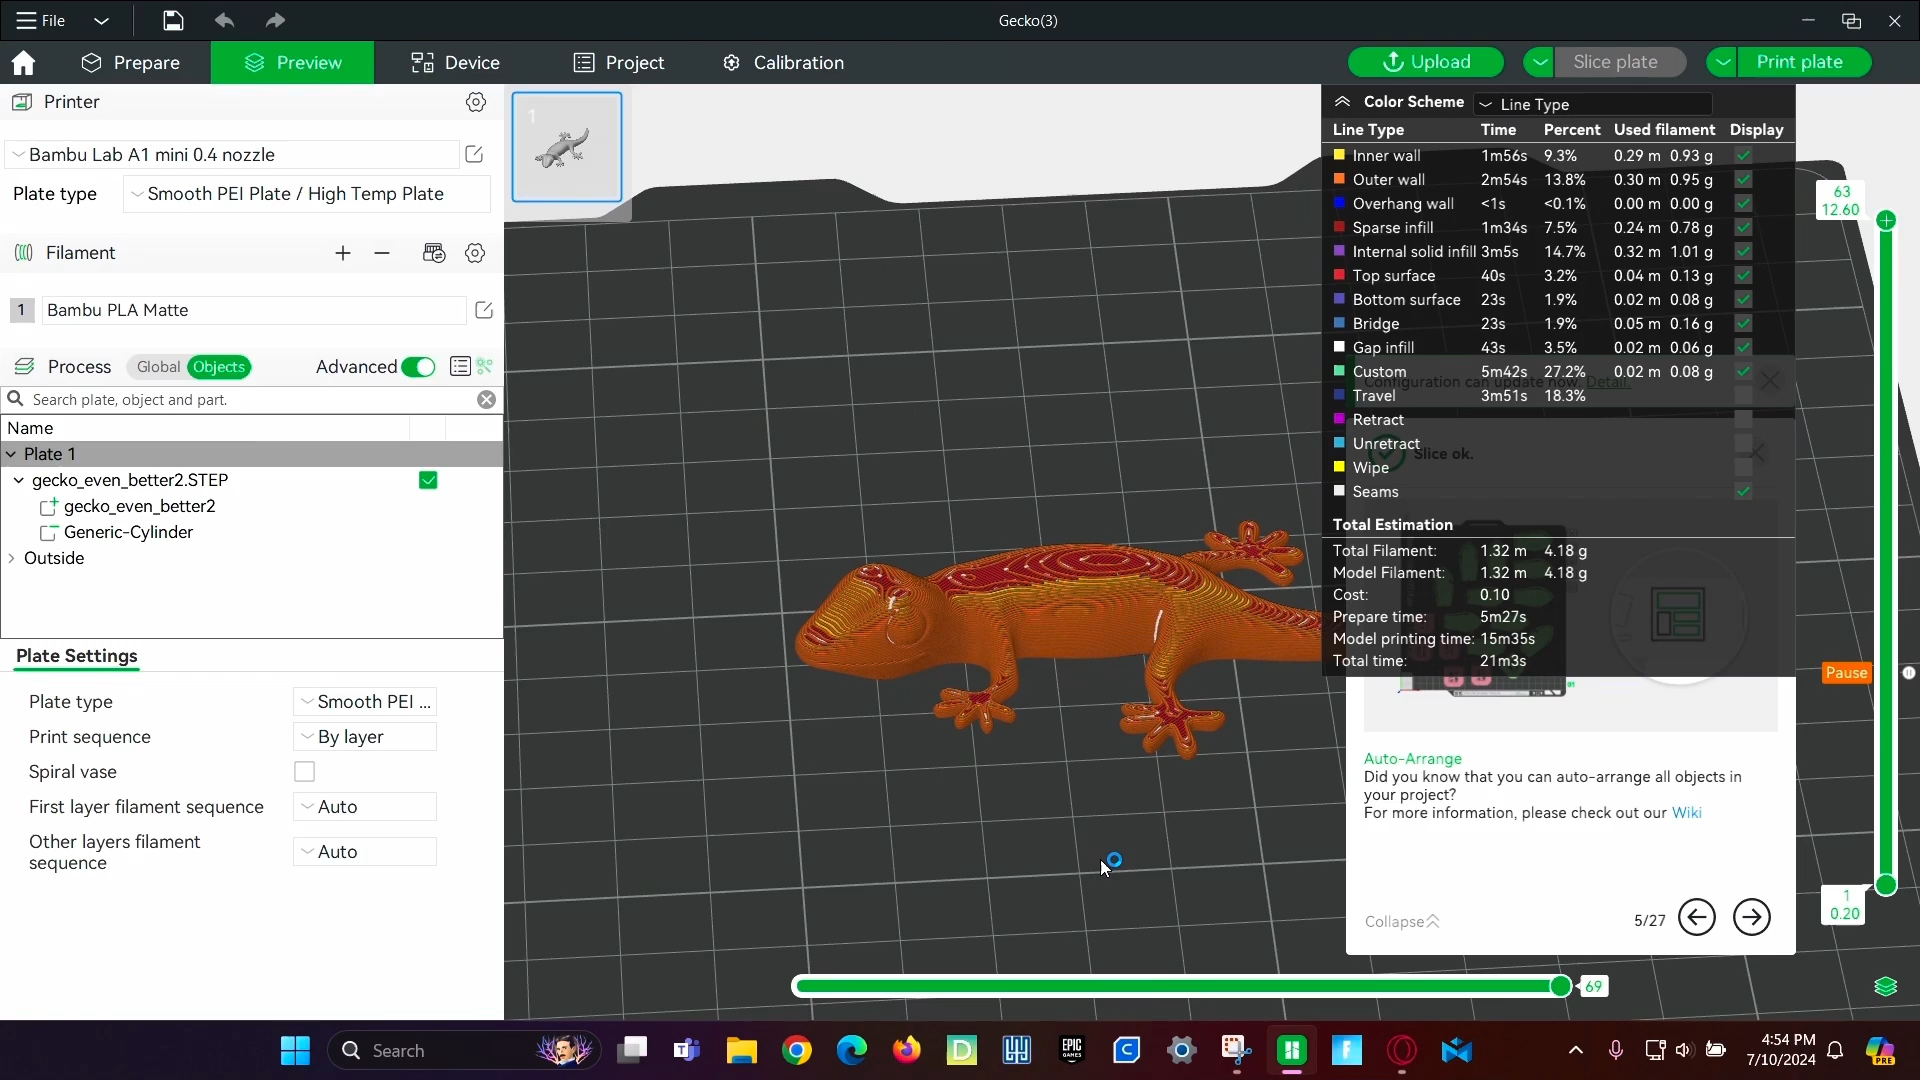 File
Gecko(3)
Prepare
Preview
Device
Project
Calibration
Upload
Slice plate
Print plate
Printer
Bambu Lab A1 mini 0.4 nozzle
Plate type
Smooth PEI Plate / High Temp Plate
Filament
1 Bambu PLA Matte
Process
Global
Objects
Advanced
Search plate, object and part.
Name
Plate 1
gecko_even_better2.STEP
gecko_even_better2
Generic-Cylinder
Outside
Plate Settings
Plate type Smooth PEI ...
Print sequence By layer
Spiral vase
First layer filament sequence Auto
Other layers filament
sequence
Auto
1
Color Scheme Line Type
Line Type Time Percent Used filament Display
Inner wall 1m56s 9.3% 0.29 m 0.93 g
Outer wall 2m54s 13.8% 0.30 m 0.95 g
Overhang wall <1s <0.1% 0.00 m 0.00 g
Sparse infill 1m34s 7.5% 0.24 m 0.78 g
Internal solid infill 3m5s 14.7% 0.32 m 1.01 g
Top surface 40s 3.2% 0.04 m 0.13 g
Bottom surface 23s 1.9% 0.02 m 0.08 g
Bridge 23s 1.9% 0.05 m 0.16 g
Gap infill 43s 3.5% 0.02 m 0.06 g
Custom 5m42s 27.2% 0.02 m 0.08 g
Configuration can update now. Detail.
Travel 3m51s 18.3%
Retract
Unretract
Slice ok.
Wipe
Seams
Total Estimation
Total Filament: 1.32 m 4.18 g
Model Filament: 1.32 m 4.18 g
Cost: 0.10
Prepare time: 5m27s
Model printing time: 15m35s
Total time: 21m3s
Auto-Arrange
Did you know that you can auto-arrange all objects in
your project?
For more information, please check out our Wiki
Collapse
5/27
63
12.60
Pause
1
0.20
69
Search
4:54 PM
7/10/2024